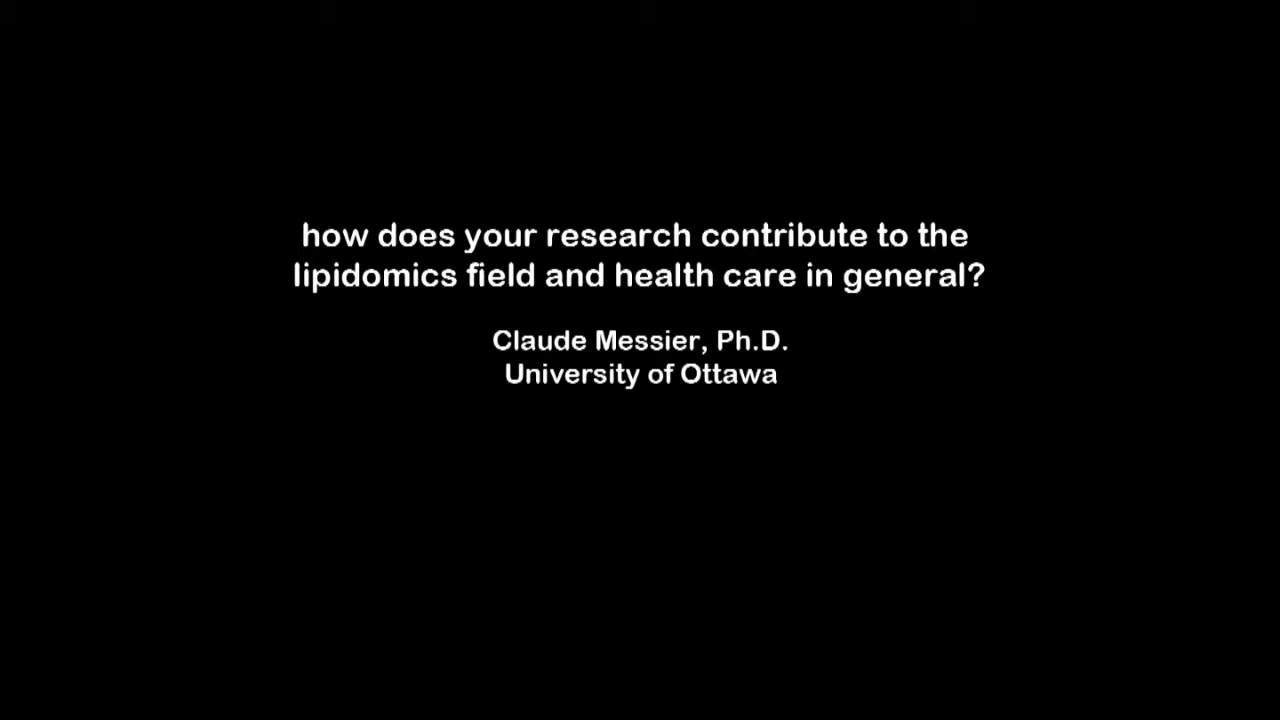 how does your research contribute to the
lipidomics field and health care in general?
Claude Messier, Ph.D.
University of Ottawa